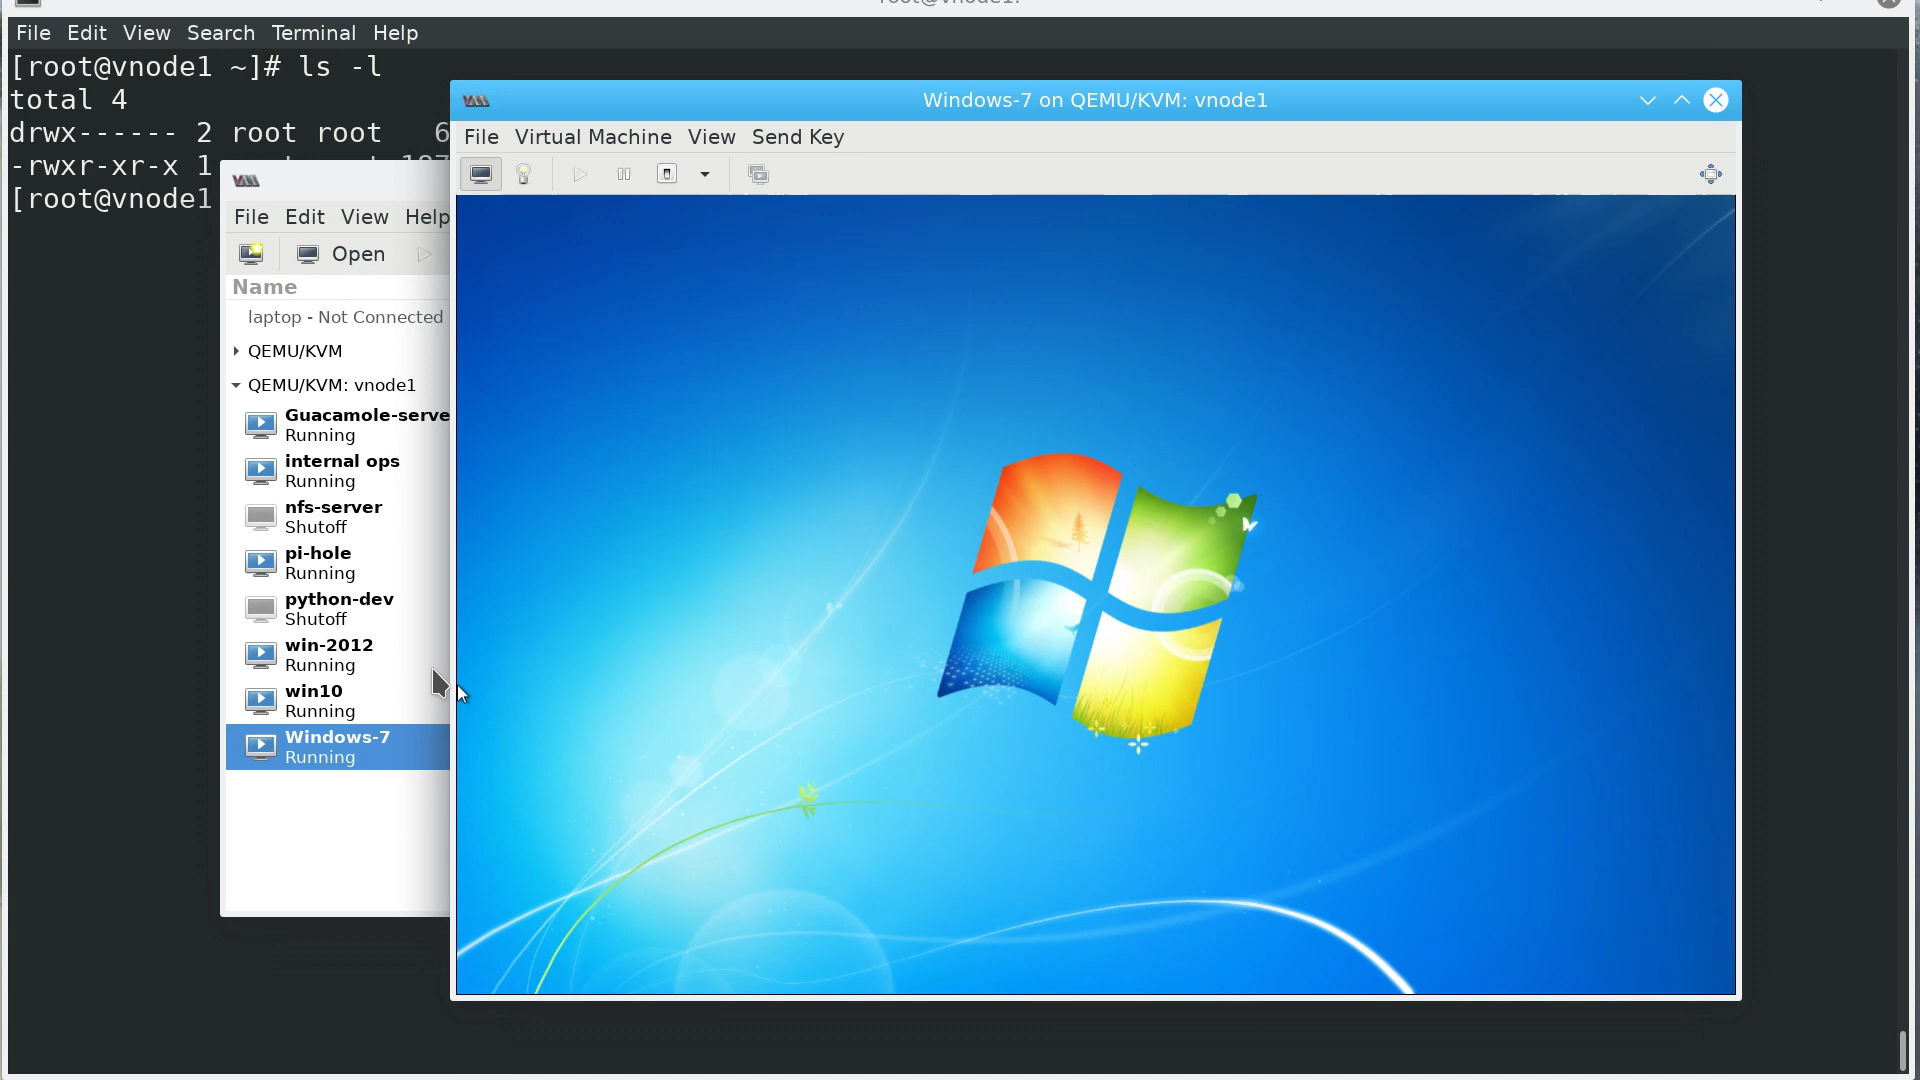 File Edit View Search Terminal Help
[root@vnode1 ~]# ls -l
total 4
drwx------ 2 root root 6
-rwxr-xr-x 1
[root@vnode1
Windows-7 on QEMU/KVM: vnode1
File Virtual Machine View Send Key
File Edit View Help
Open
Name
laptop - Not Connected
QEMU/KVM
QEMU/KVM: vnode1
Guacamole-serve
Running
internal ops
Running
nfs-server
Shutoff
pi-hole
Running
python-dev
Shutoff
win-2012
Running
win10
Running
Windows-7
Running